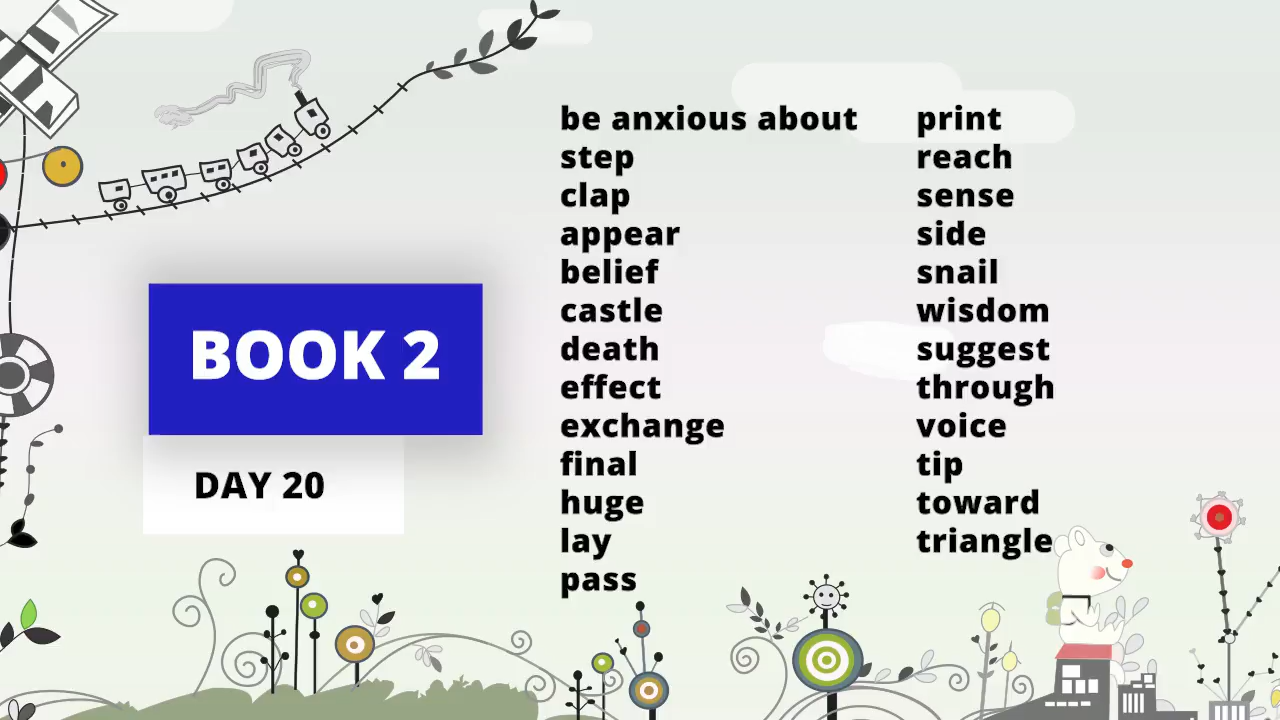 BOOK 2
DAY 20
be anxious about
step
clap
appear
belief
castle
death
effect
exchange
final
huge
lay
pass
print
reach
sense
side
snail
wisdom
suggest
through
voice
tip
toward
triangle